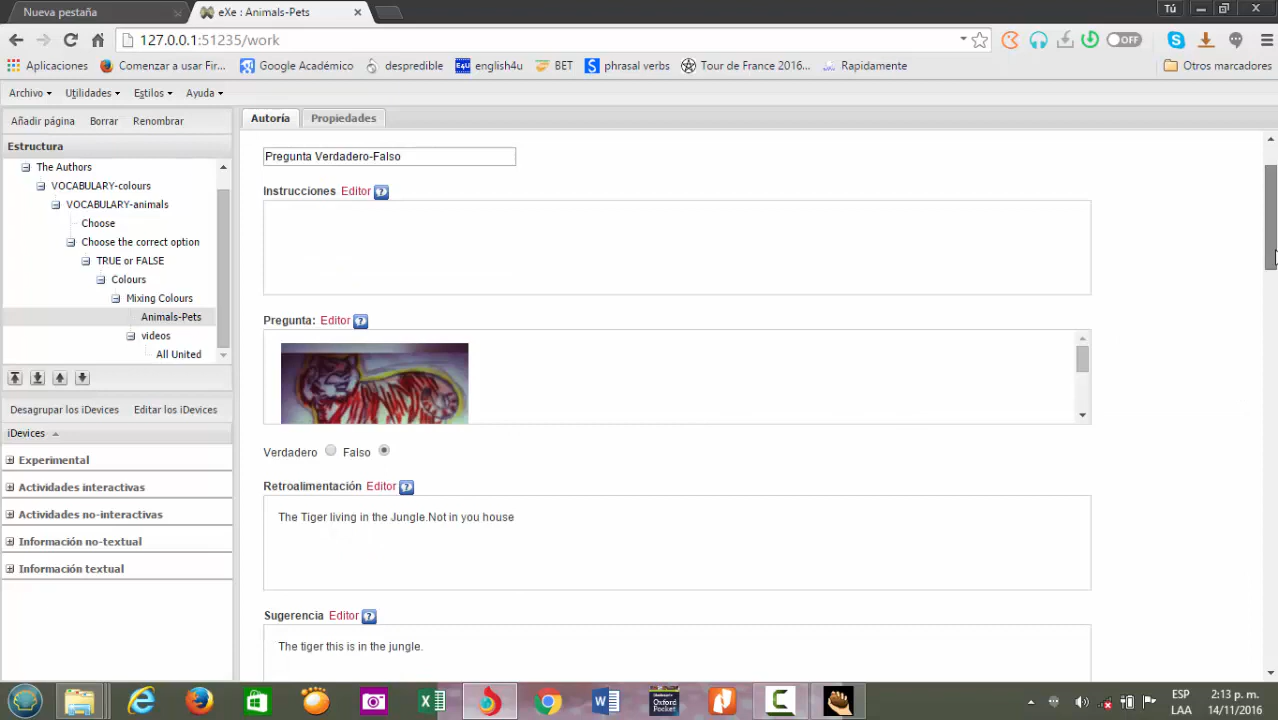 Nueva pestaña
eXe : Animals-Pets
Tú
127.0.0.1:51235/work
OFF
Aplicaciones
Comenzar a usar Fir...
Google Académico
despredible
E4U
english4u
BET
S
phrasal verbs
Tour de France 2016...
Rapidamente
Otros marcadores
Archivo
Utilidades
Estilos
Ayuda
Añadir página
Borrar
Renombrar
Estructura
The Authors
VOCABULARY-colours
VOCABULARY-animals
Choose
Choose the correct option
TRUE or FALSE
Colours
Mixing Colours
Animals-Pets
videos
All United
Desagrupar los iDevices
Editar los iDevices
iDevices
Experimental
Actividades interactivas
Actividades no-interactivas
Información no-textual
Información textual
Autoría
Propiedades
Pregunta Verdadero-Falso
Instrucciones Editor ?
Pregunta: Editor ?
Verdadero Falso
Retroalimentación Editor ?
The Tiger living in the Jungle.Not in you house
Sugerencia Editor ?
The tiger this is in the jungle.
Oxford
Pocket
ESP
LAA
2:13 p. m.
14/11/2016